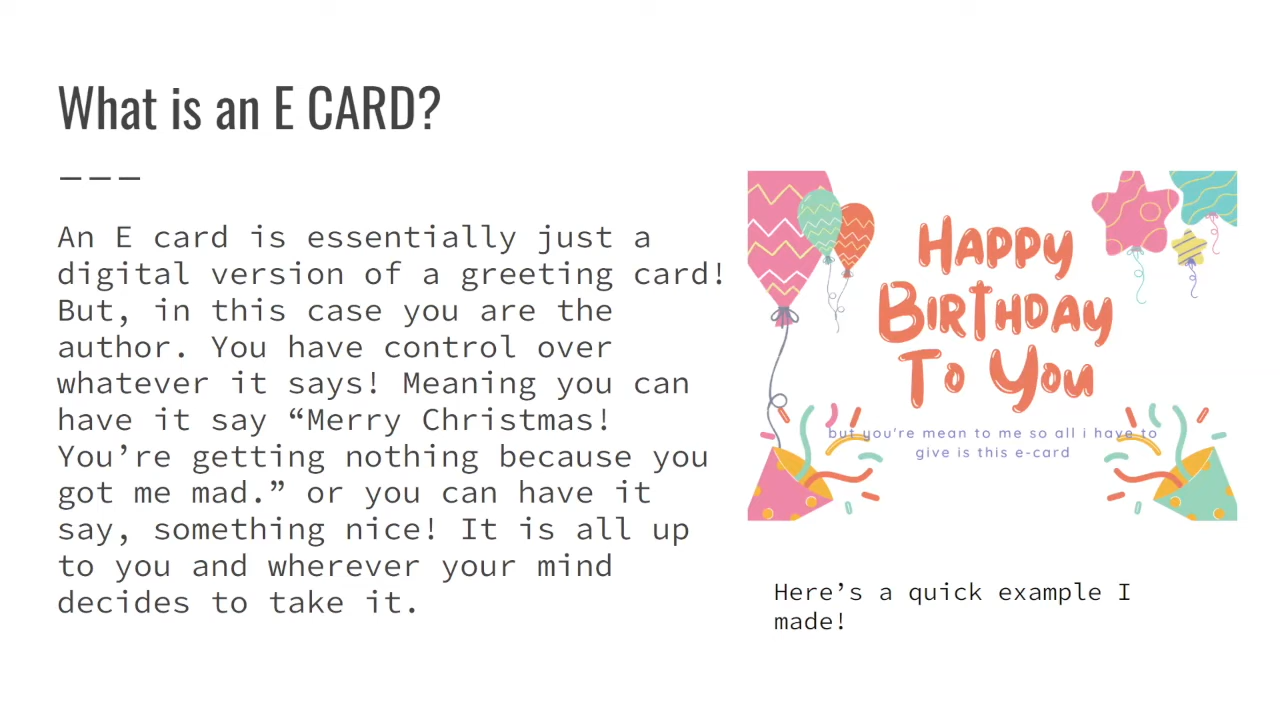 What is an E CARD?
An E card is essentially just a
digital version of a greeting card!
But, in this case you are the
author. You have control over
whatever it says! Meaning you can
have it say “Merry Christmas!
You’re getting nothing because you
got me mad.” or you can have it
say, something nice! It is all up
to you and wherever your mind
decides to take it.
Happy
Birthday
To You
but you're mean to me so all i have to
give is this e-card
Here’s a quick example I
made!